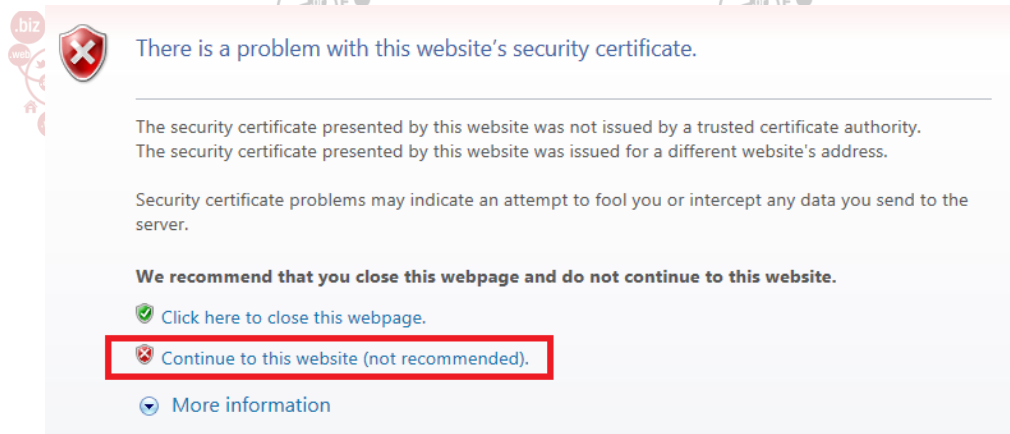 .biz
There is a problem with this website's security certificate.
.web
The security certificate presented by this website was not issued by a trusted certificate authority.
The security certificate presented by this website was issued for a different website's address.
Security certificate problems may indicate an attempt to fool you or intercept any data you send to the
server.
We recommend that you close this webpage and do not continue to this website.
Click here to close this webpage.
Continue to this website (not recommended).
More information